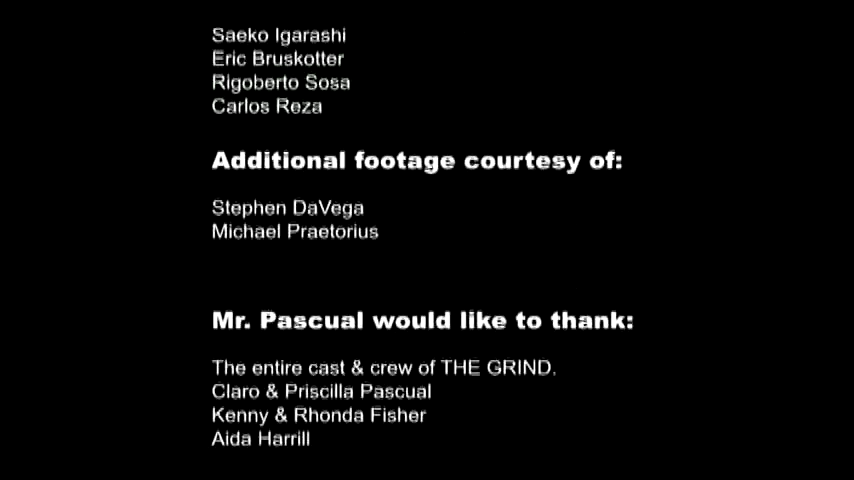 Saeko Igarashi
Eric Bruskotter
Rigoberto Sosa
Carlos Reza
Additional footage courtesy of:
Stephen DaVega
Michael Praetorius
Mr. Pascual would like to thank:
The entire cast & crew of THE GRIND.
Claro & Priscilla Pascual
Kenny & Rhonda Fisher
Aida Harrill